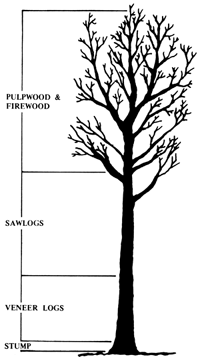 PULPWOOD &
FIREWOOD
SAWLOGS
VENEER LOGS
STUMP